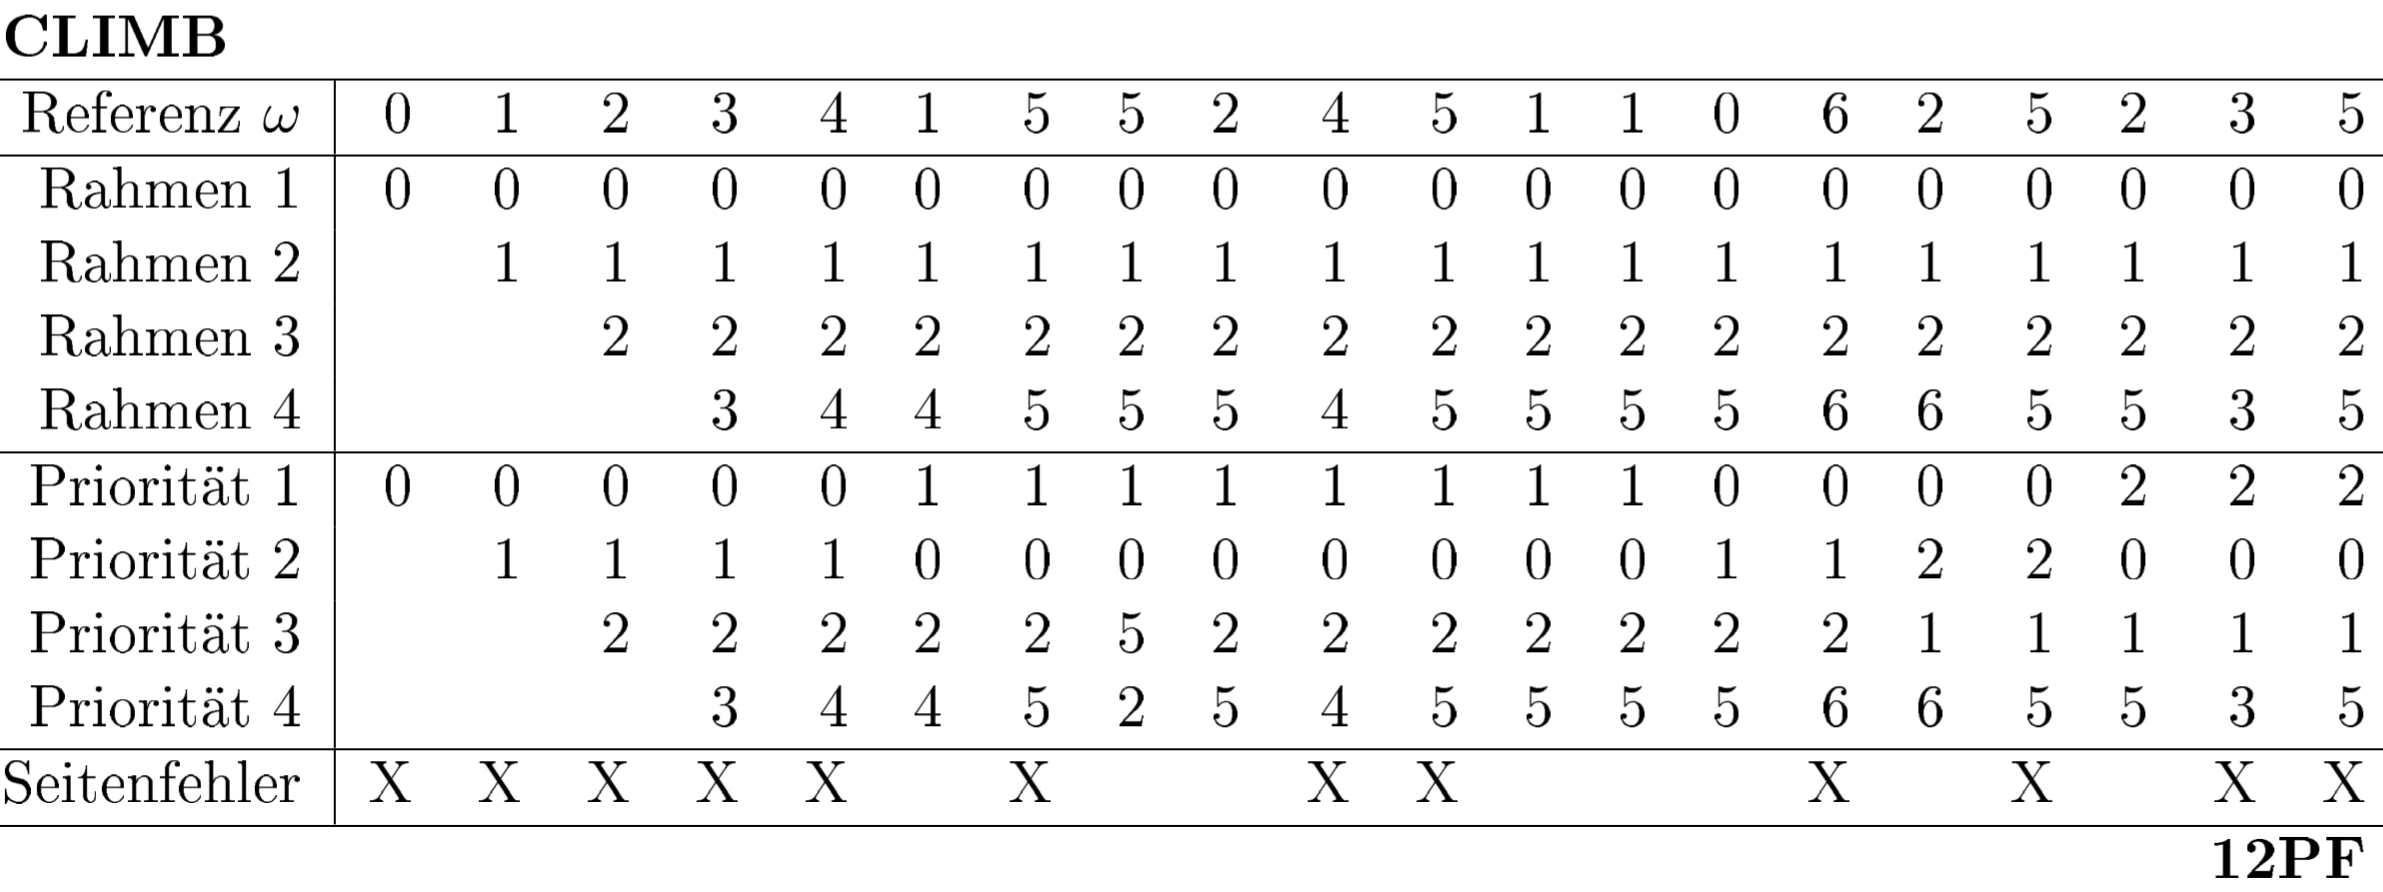 CLIMB
Referenz ω 0 1 2 3 4 1 5 5 2 4 5 1 1 0 6 2 5 2 3 5
Rahmen 1 0 0 0 0 0 0 0 0 0 0 0 0 0 0 0 0 0 0 0 0
Rahmen 2 1 1 1 1 1 1 1 1 1 1 1 1 1 1 1 1 1 1 1
Rahmen 3 2 2 2 2 2 2 2 2 2 2 2 2 2 2 2 2 2 2
Rahmen 4 3 4 4 5 5 5 4 5 5 5 5 6 6 5 5 3 5
Priorität 1 0 0 0 0 0 1 1 1 1 1 1 1 1 0 0 0 0 2 2 2
Priorität 2 1 1 1 1 0 0 0 0 0 0 0 0 1 1 2 2 0 0 0
Priorität 3 2 2 2 2 2 5 2 2 2 2 2 2 2 1 1 1 1 1
Priorität 4 3 4 4 5 2 5 4 5 5 5 5 6 6 5 5 3 5
Seitenfehler X X X X X X X X X X X X
12PF